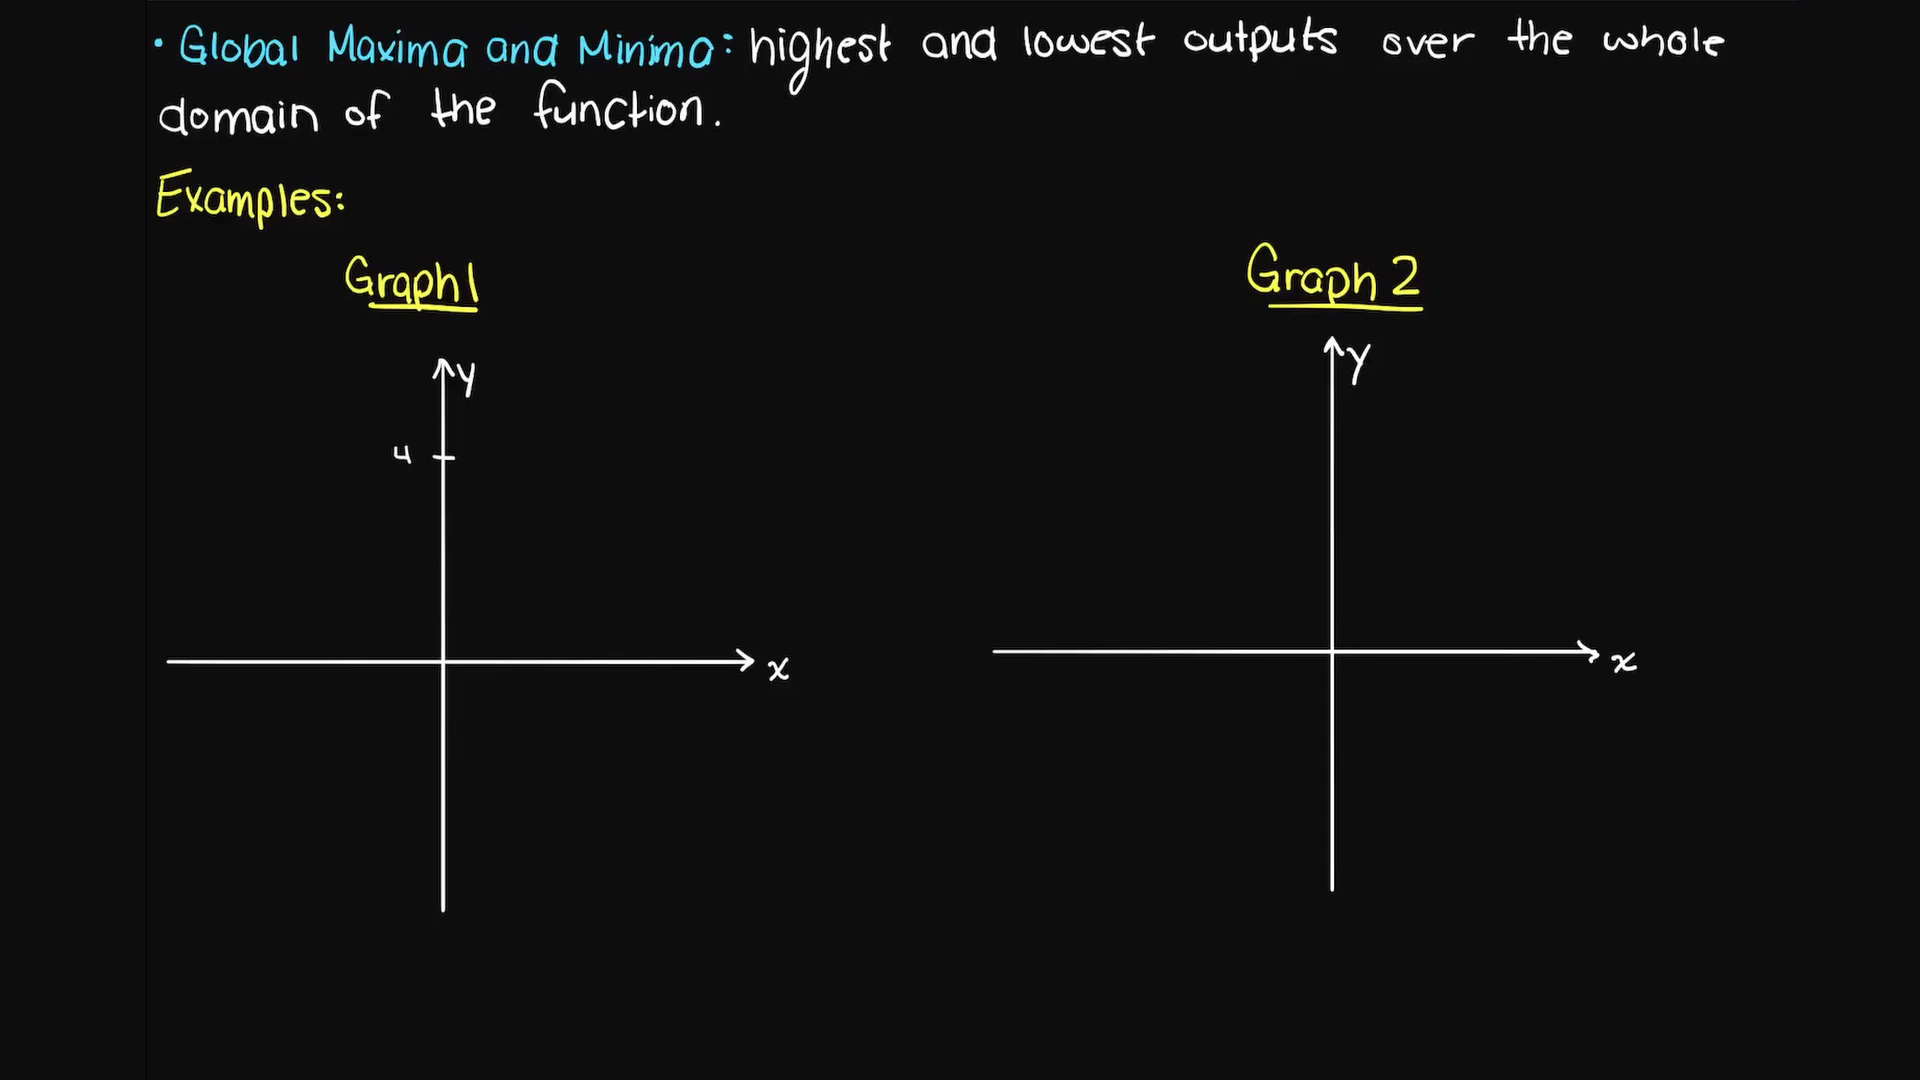 • Global Maxima and Minima: highest and lowest outputs over the whole
domain of the function.
Examples:
Graph 1
Graph 2
y
y
4
x
x